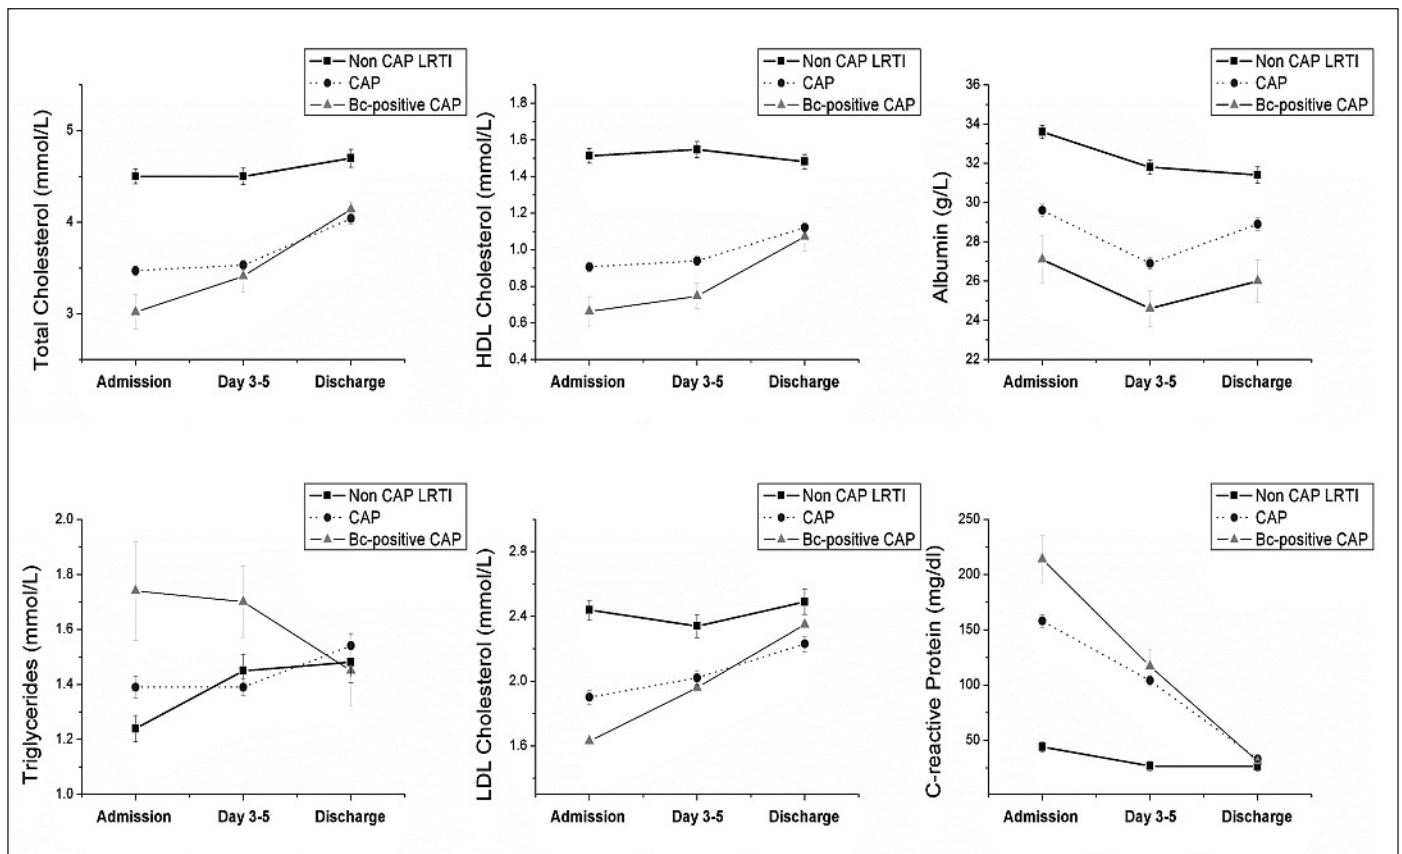 Non CAP LRTI
CAP
Bc-positive CAP
Total Cholesterol (mmol/L)
5
4
3
Admission Day 3-5 Discharge
Non CAP LRTI
CAP
Bc-positive CAP
HDL Cholesterol (mmol/L)
1.8
1.6
1.4
1.2
1.0
0.8
0.6
0.4
Admission Day 3-5 Discharge
Non CAP LRTI
CAP
Bc-positive CAP
Albumin (g/L)
36
34
32
30
28
26
24
22
Admission Day 3-5 Discharge
Non CAP LRTI
CAP
Bc-positive CAP
Triglycerides (mmol/L)
2.0
1.8
1.6
1.4
1.2
1.0
Admission Day 3-5 Discharge
Non CAP LRTI
CAP
Bc-positive CAP
LDL Cholesterol (mmol/L)
2.8
2.4
2.0
1.6
Admission Day 3-5 Discharge
Non CAP LRTI
CAP
Bc-positive CAP
C-reactive Protein (mg/dl)
250
200
150
100
50
Admission Day 3-5 Discharge